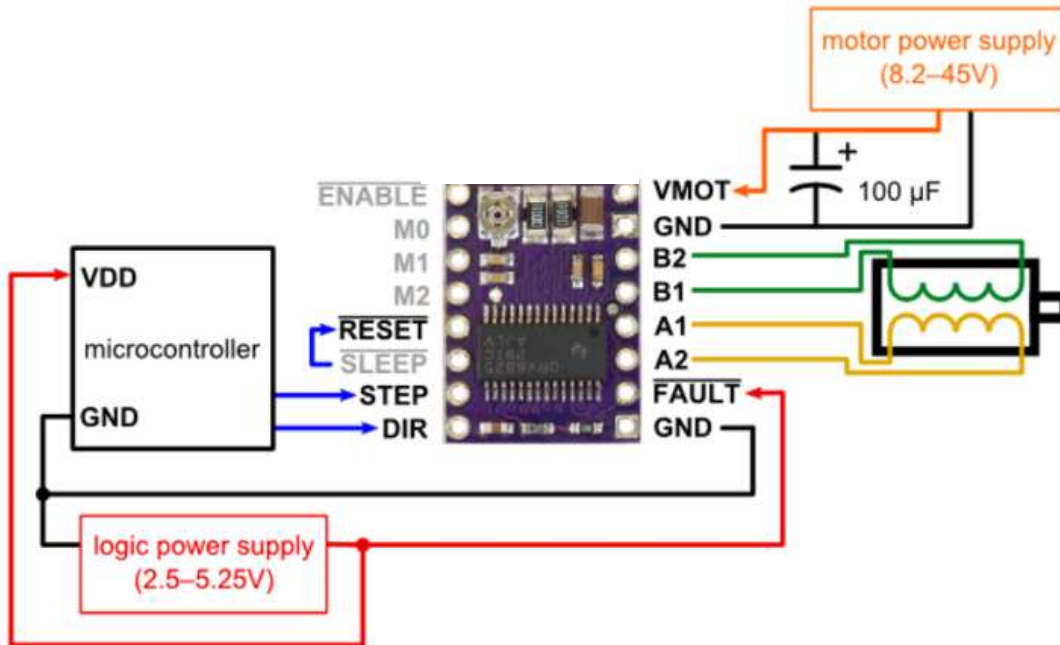 motor power supply
(8.2–45V)
+
100 µF
ENABLE
M0
M1
M2
RESET
SLEEP
STEP
DIR
VMOT
GND
B2
B1
A1
A2
FAULT
GND
VDD
microcontroller
GND
logic power supply
(2.5–5.25V)